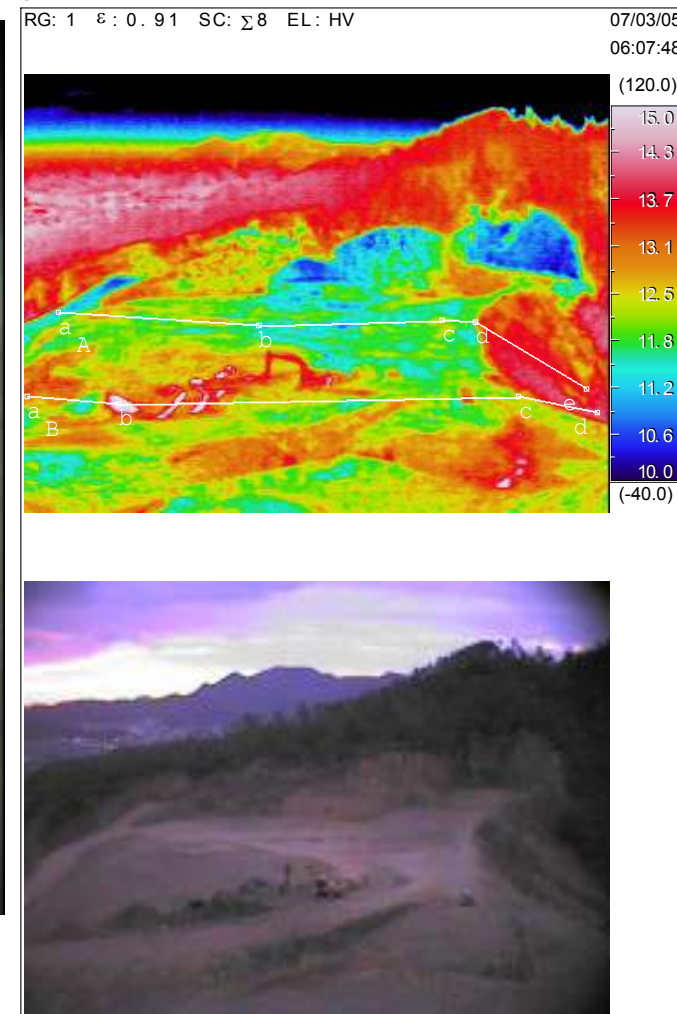 RG: 1 ε: 0.91 SC: Σ8 EL: HV
07/03/05
06:07:48
(120.0)
15.0
14.3
13.7
13.1
12.5
11.8
11.2
10.6
10.0
(-40.0)
a
A
b
c
d
e
a
B
b
c
d